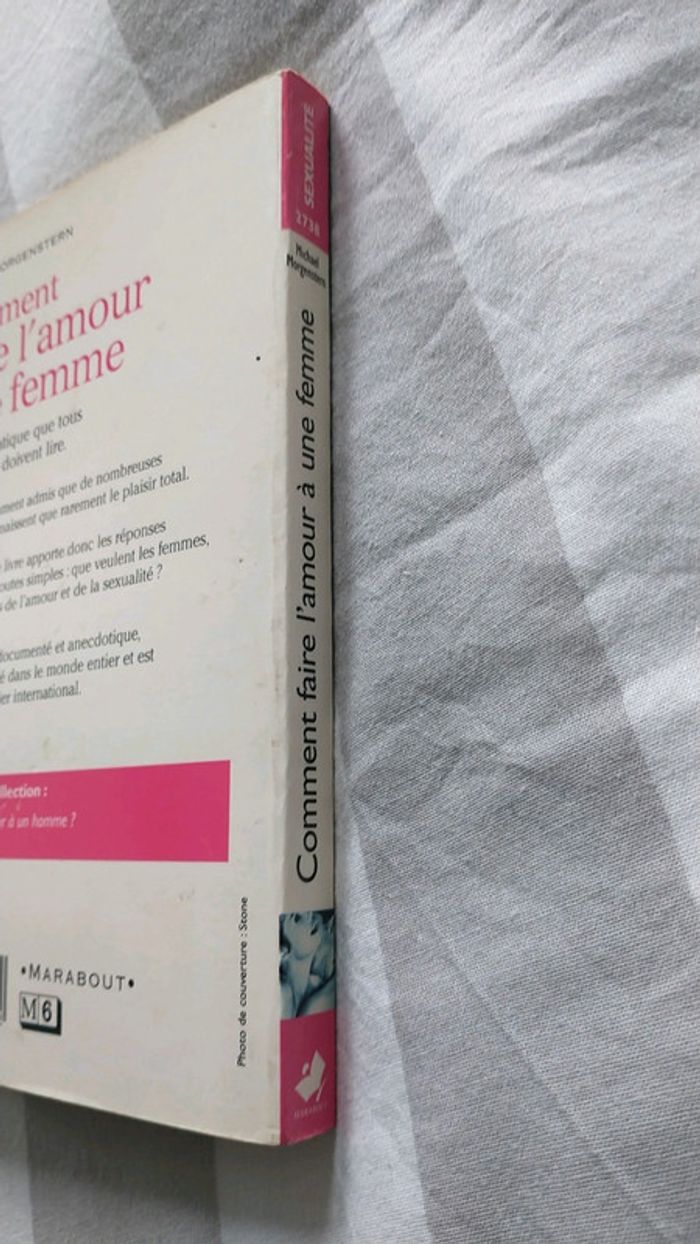 ORGENSTERN
ment
e l'amour
e femme
atique que tous
doivent lire.
ment admis que de nombreuses
naissent que rarement le plaisir total.
livre apporte donc les réponses
outes simples : que veulent les femmes,
s de l'amour et de la sexualité ?
documenté et anecdotique,
é dans le monde entier et est
er international.
llection :
r à un homme ?
•MARABOUT•
M6
Photo de couverture : Stone
SEXUALITÉ
2738
Michael
Morgenstern
Comment faire l'amour à une femme
MARABOUT